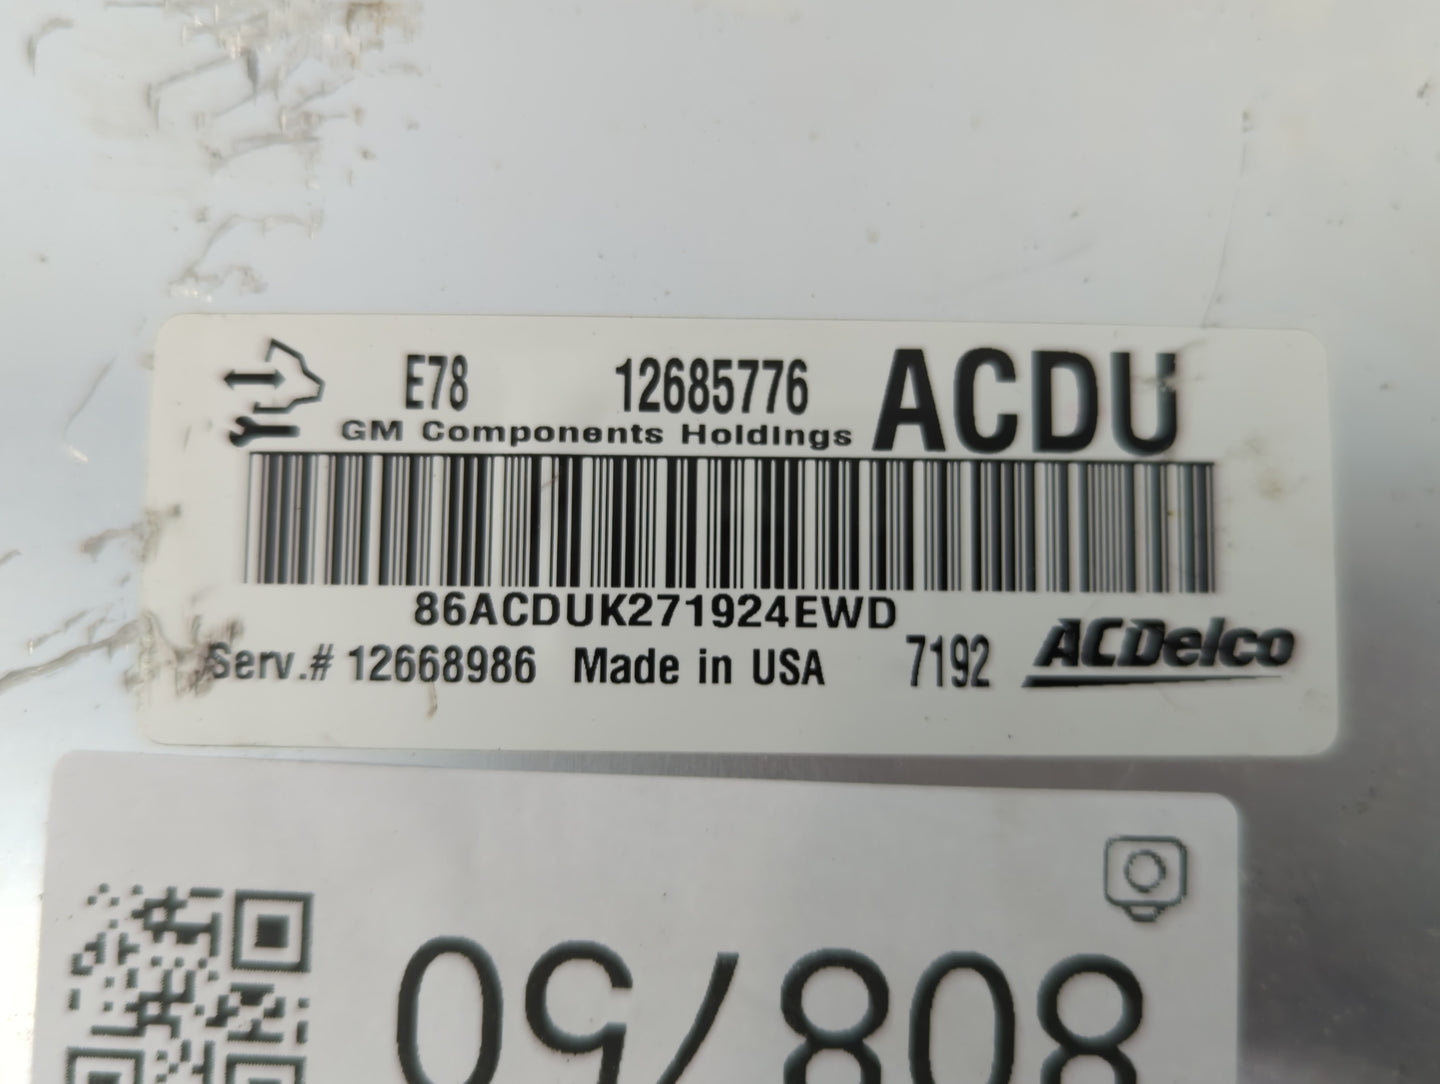 E78 12685776 ACDU
GM Components Holdings
86ACDUK271924EWD
Serv.# 12668986 Made in USA 7192 ACDelco